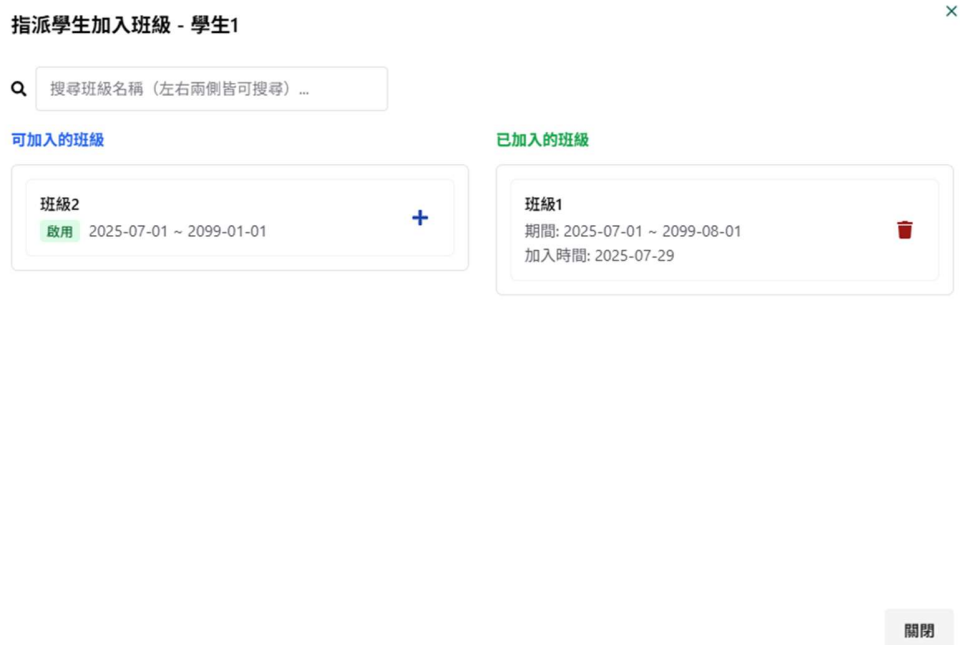 指派學生加入班級 - 學生1
搜尋班級名稱（左右兩側皆可搜尋）...
可加入的班級
班級2
啟用 2025-07-01 ~ 2099-01-01
已加入的班級
班級1
期間: 2025-07-01 ~ 2099-08-01
加入時間: 2025-07-29
關閉